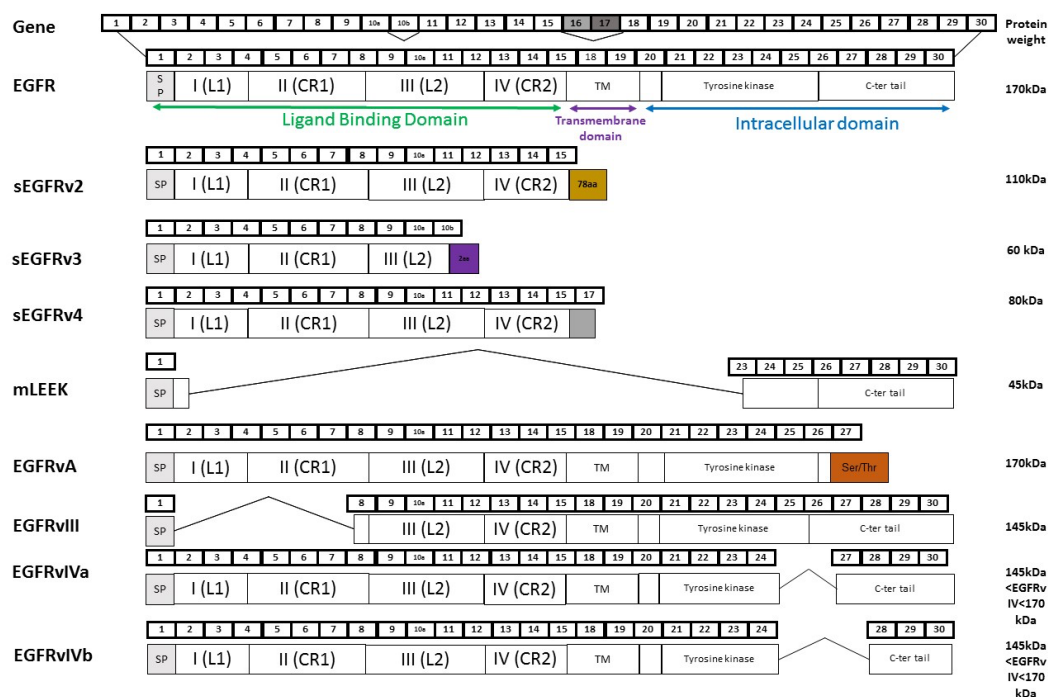 Gene 1 2 3 4 5 6 7 8 9 10a 10b 11 12 13 14 15 16 17 18 19 20 21 22 23 24 25 26 27 28 29 30 Protein weight
1 2 3 4 5 6 7 8 9 10a 11 12 13 14 15 18 19 20 21 22 23 24 25 26 27 28 29 30
EGFR SP I (L1) II (CR1) III (L2) IV (CR2) TM Tyrosine kinase C-ter tail 170kDa
Ligand Binding Domain Transmembrane domain Intracellular domain
1 2 3 4 5 6 7 8 9 10a 11 12 13 14 15
sEGFRv2 SP I (L1) II (CR1) III (L2) IV (CR2) 78aa 110kDa
1 2 3 4 5 6 7 8 9 10a 10b
sEGFRv3 SP I (L1) II (CR1) III (L2) 2aa 60 kDa
1 2 3 4 5 6 7 8 9 10a 11 12 13 14 15 17
sEGFRv4 SP I (L1) II (CR1) III (L2) IV (CR2) 80kDa
1 23 24 25 26 27 28 29 30
mLEEK SP C-ter tail 45kDa
1 2 3 4 5 6 7 8 9 10a 11 12 13 14 15 18 19 20 21 22 23 24 25 26 27
EGFRvA SP I (L1) II (CR1) III (L2) IV (CR2) TM Tyrosine kinase Ser/Thr 170kDa
1 8 9 10a 11 12 13 14 15 18 19 20 21 22 23 24 25 26 27 28 29 30
EGFRvIII SP III (L2) IV (CR2) TM Tyrosine kinase C-ter tail 145kDa
1 2 3 4 5 6 7 8 9 10a 11 12 13 14 15 18 19 20 21 22 23 24 27 28 29 30
EGFRvIVa SP I (L1) II (CR1) III (L2) IV (CR2) TM Tyrosine kinase C-ter tail 145kDa <EGFRv IV<170 kDa
1 2 3 4 5 6 7 8 9 10a 11 12 13 14 15 18 19 20 21 22 23 24 28 29 30
EGFRvIVb SP I (L1) II (CR1) III (L2) IV (CR2) TM Tyrosine kinase C-ter tail 145kDa <EGFRv IV<170 kDa